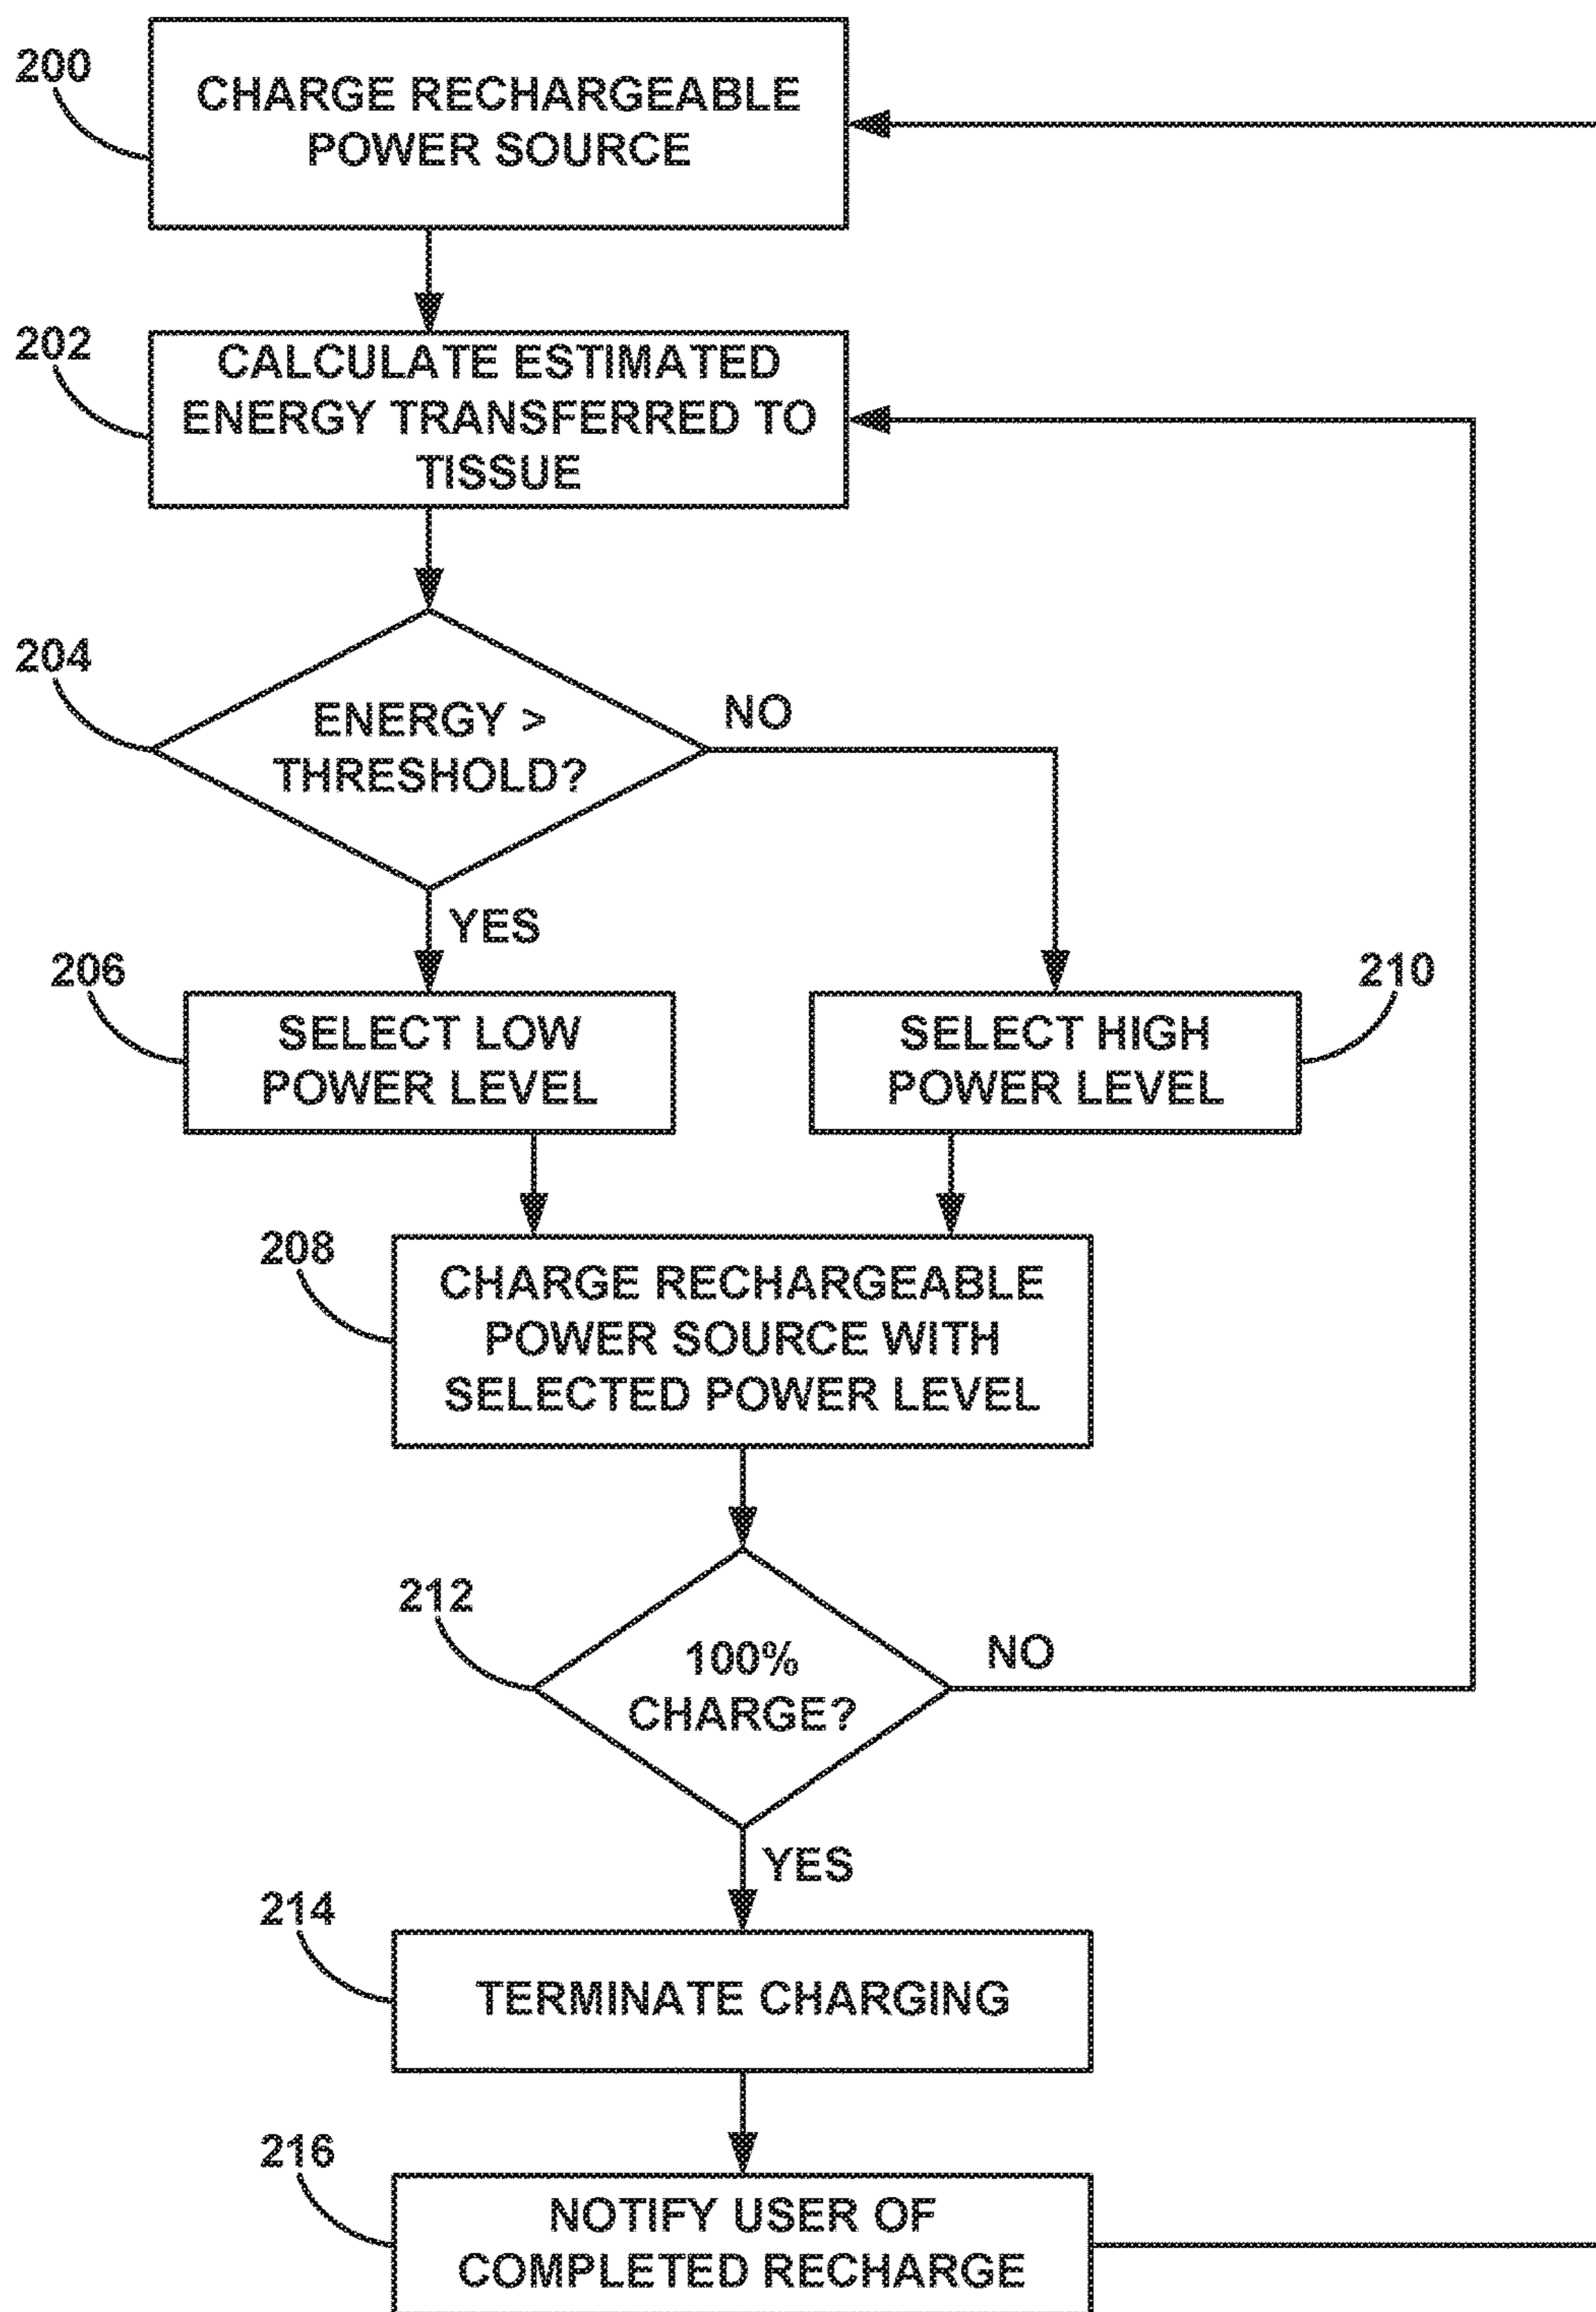 200
CHARGE RECHARGEABLE
POWER SOURCE
202
CALCULATE ESTIMATED
ENERGY TRANSFERRED TO
TISSUE
204
ENERGY >
THRESHOLD?
NO
YES
206
SELECT LOW
POWER LEVEL
SELECT HIGH
POWER LEVEL
210
208
CHARGE RECHARGEABLE
POWER SOURCE WITH
SELECTED POWER LEVEL
212
100%
CHARGE?
NO
YES
214
TERMINATE CHARGING
216
NOTIFY USER OF
COMPLETED RECHARGE